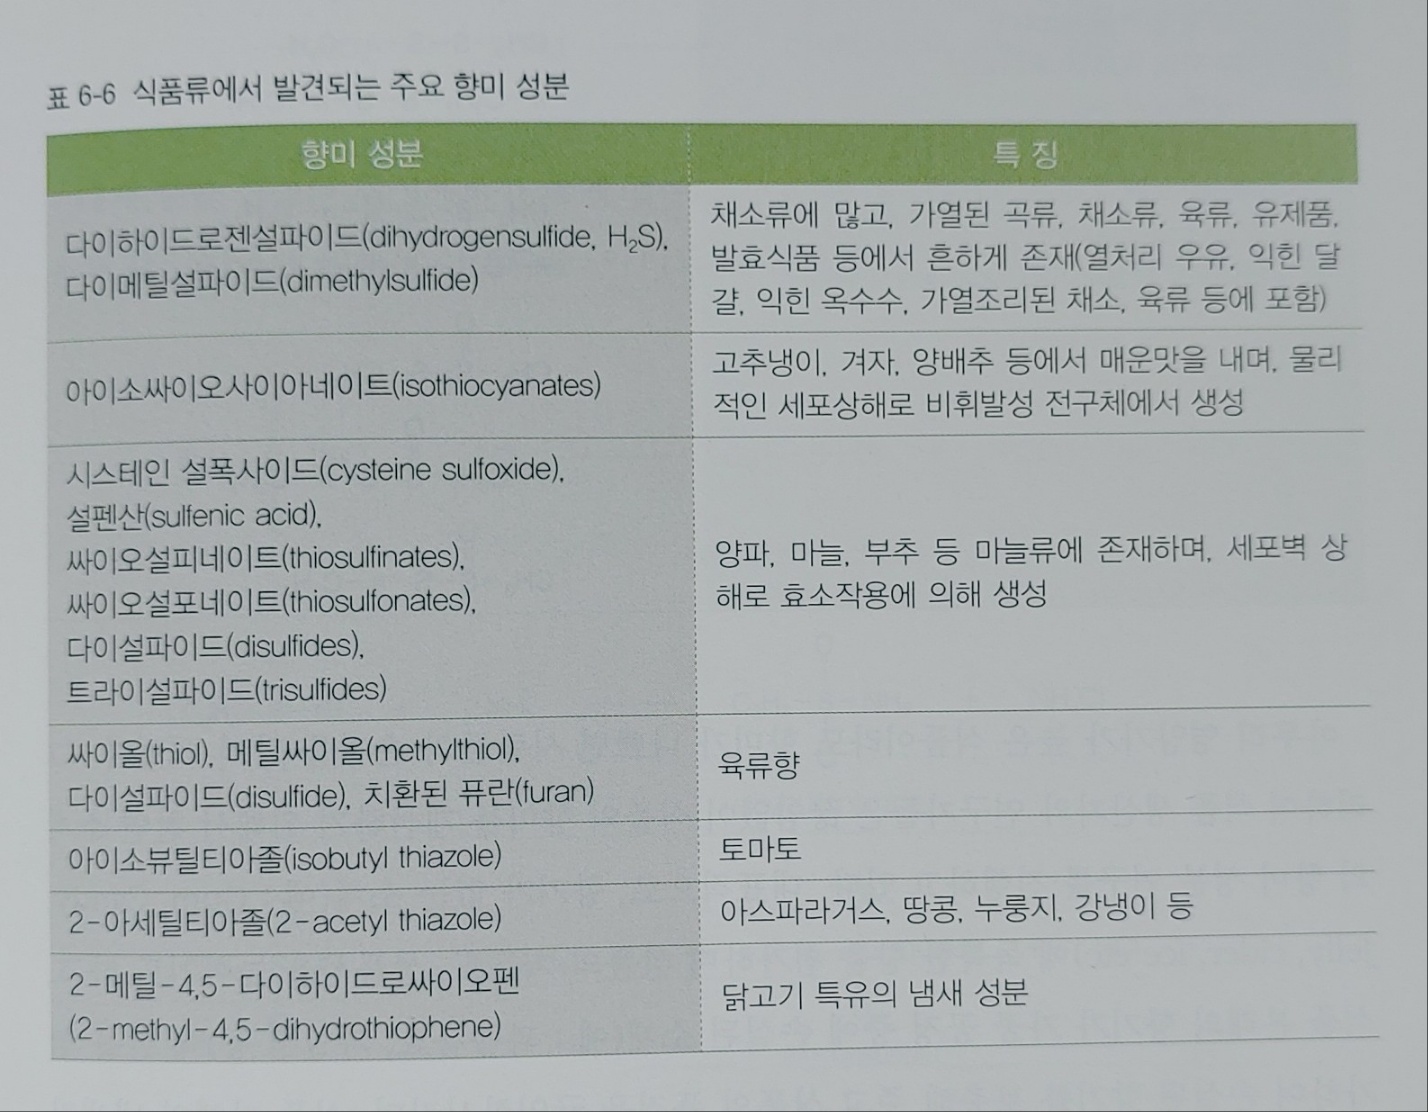 표 6-6 식품류에서 발견되는 주요 향미 성분
향미 성분
특 징
다이하이드로젠설파이드(dihydrogensulfide, H₂S),
다이메틸설파이드(dimethylsulfide)
채소류에 많고, 가열된 곡류, 채소류, 육류, 유제품,
발효식품 등에서 흔하게 존재(열처리 우유, 익힌 달
걀, 익힌 옥수수, 가열조리된 채소, 육류 등에 포함)
아이소싸이오사이아네이트(isothiocyanates)
고추냉이, 겨자, 양배추 등에서 매운맛을 내며, 물리
적인 세포상해로 비휘발성 전구체에서 생성
시스테인 설폭사이드(cysteine sulfoxide),
설펜산(sulfenic acid),
싸이오설피네이트(thiosulfinates),
싸이오설포네이트(thiosulfonates),
다이설파이드(disulfides),
트라이설파이드(trisulfides)
양파, 마늘, 부추 등 마늘류에 존재하며, 세포벽 상
해로 효소작용에 의해 생성
싸이올(thiol), 메틸싸이올(methylthiol),
다이설파이드(disulfide), 치환된 퓨란(furan)
육류향
아이소뷰틸티아졸(isobutyl thiazole)
토마토
2-아세틸티아졸(2-acetyl thiazole)
아스파라거스, 땅콩, 누룽지, 강냉이 등
2-메틸-4,5-다이하이드로싸이오펜
(2-methyl-4,5-dihydrothiophene)
닭고기 특유의 냄새 성분